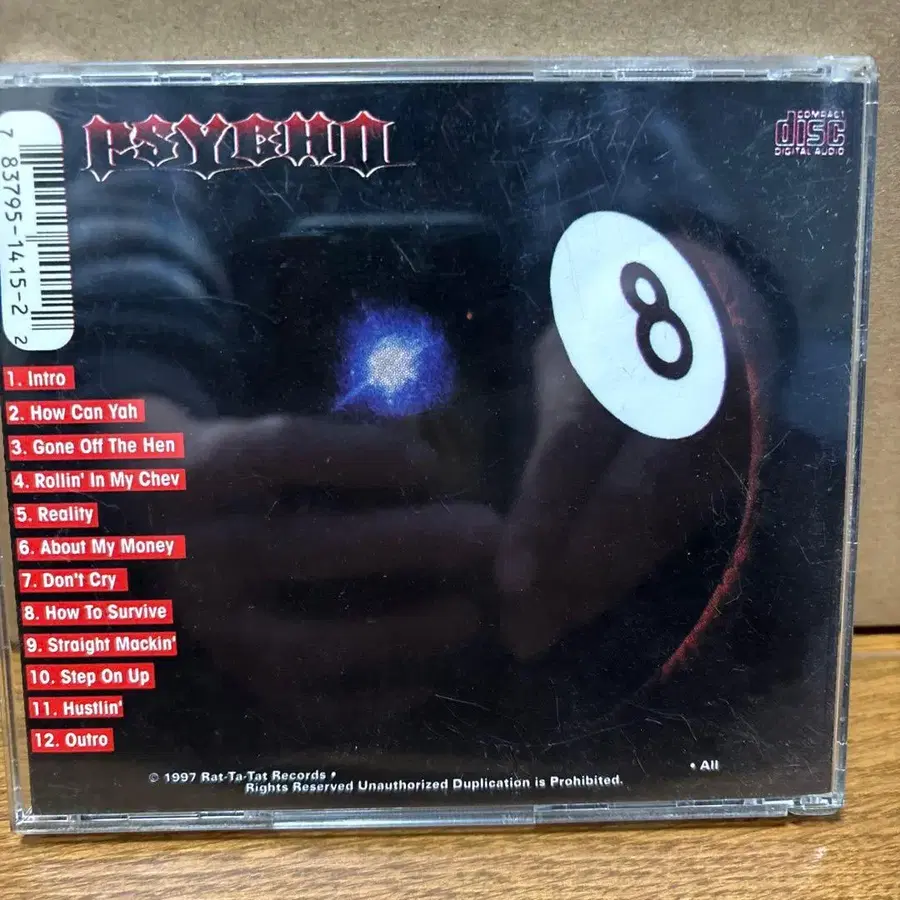 PSYCHO
COMPACT
disc
DIGITAL AUDIO
7 83795-1415-2 2
8
1. Intro
2. How Can Yah
3. Gone Off The Hen
4. Rollin' In My Chev
5. Reality
6. About My Money
7. Don't Cry
8. How To Survive
9. Straight Mackin'
10. Step On Up
11. Hustlin'
12. Outro
© 1997 Rat-Ta-Tat Records •
• All
Rights Reserved Unauthorized Duplication is Prohibited.